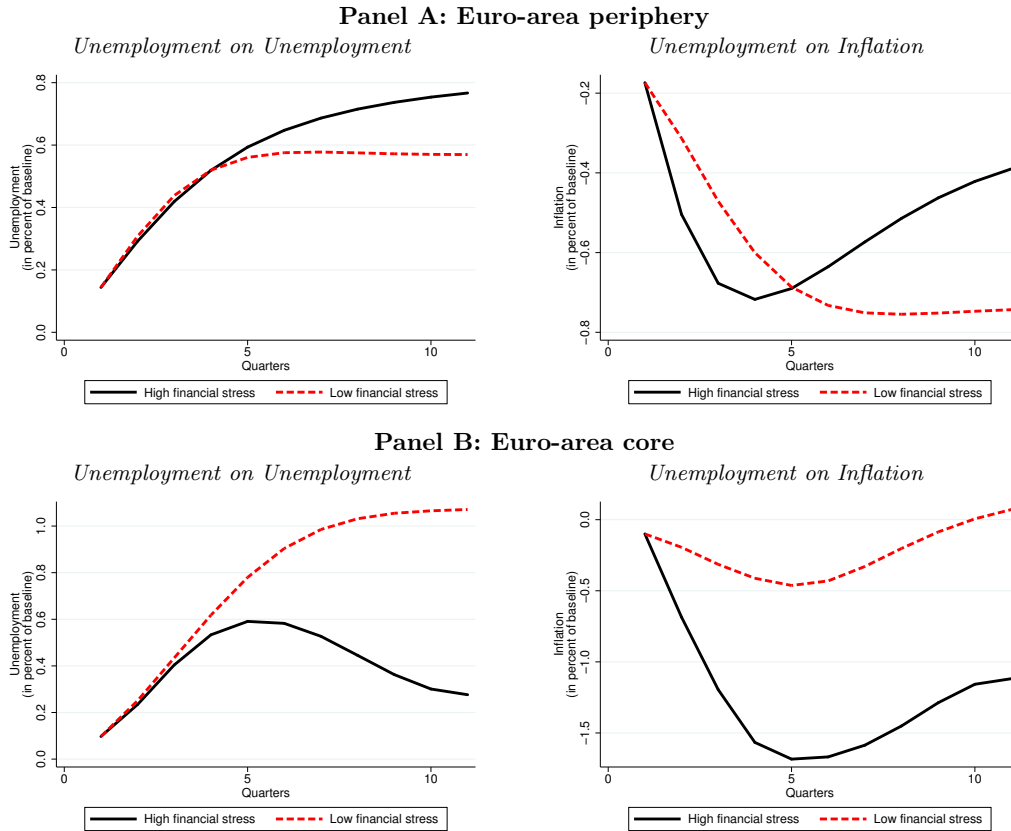 Panel A: Euro-area periphery
Unemployment on Unemployment
Unemployment
(in percent of baseline)
0.8
0.6
0.4
0.2
0.0
0
5
10
Quarters
High financial stress
Low financial stress
Unemployment on Inflation
Inflation
(in percent of baseline)
−0.2
−0.4
−0.6
−0.8
0
5
10
Quarters
High financial stress
Low financial stress
Panel B: Euro-area core
Unemployment on Unemployment
Unemployment
(in percent of baseline)
1.0
0.8
0.6
0.4
0.2
0.0
0
5
10
Quarters
High financial stress
Low financial stress
Unemployment on Inflation
Inflation
(in percent of baseline)
0.0
−0.5
−1.0
−1.5
0
5
10
Quarters
High financial stress
Low financial stress